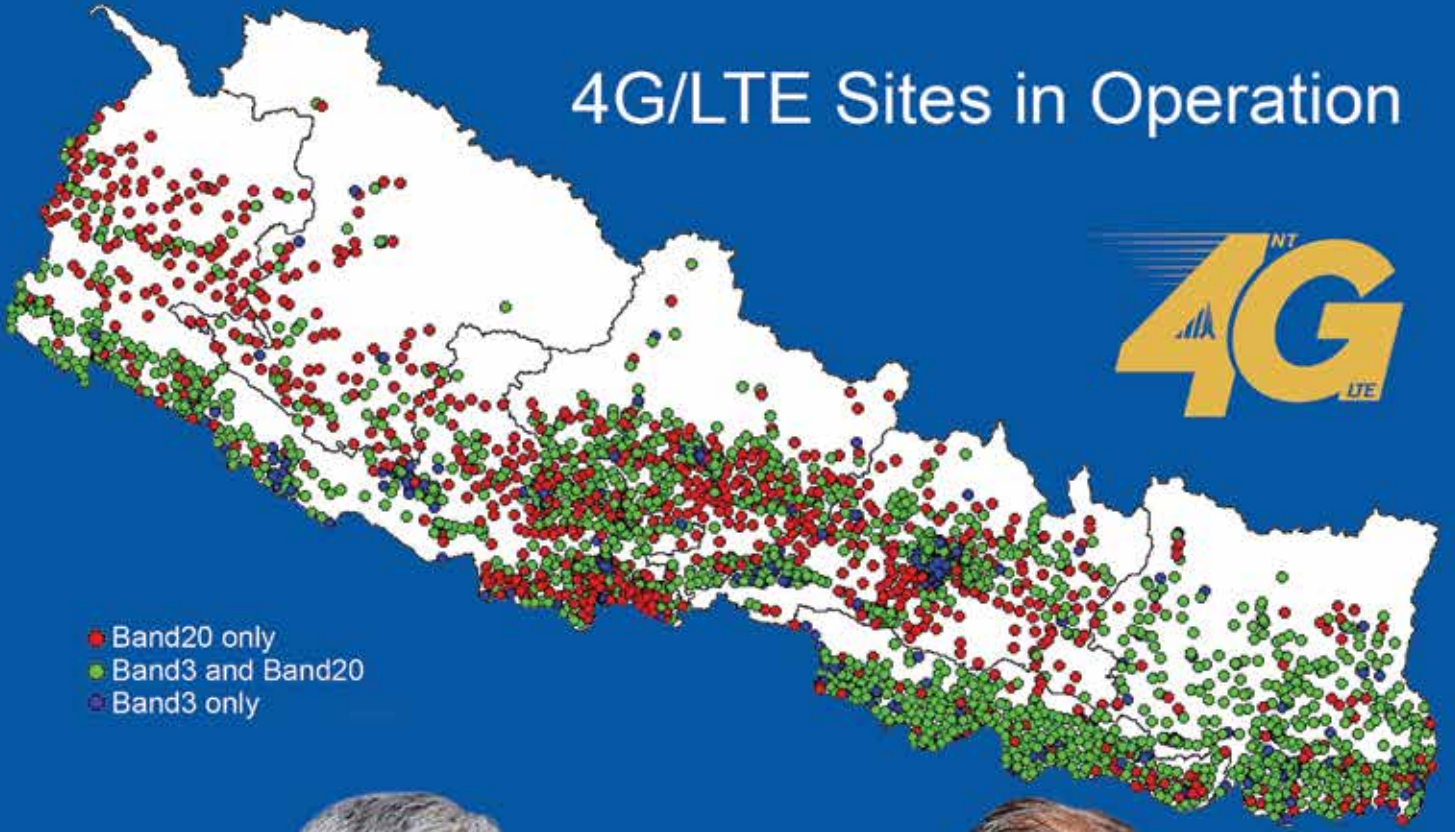 4G/LTE Sites in Operation
NT
4G
LTE
Band20 only
Band3 and Band20
Band3 only